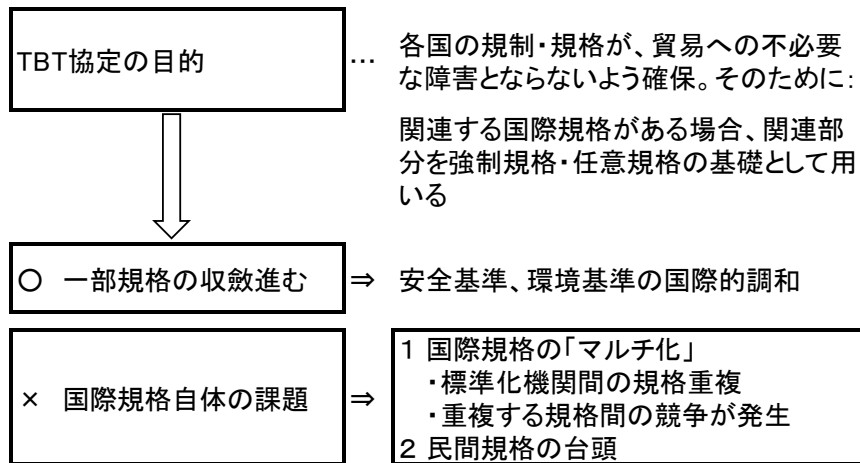 TBT協定の目的
… 各国の規制・規格が、貿易への不必要
な障害とならないよう確保。そのために：
関連する国際規格がある場合、関連部
分を強制規格・任意規格の基礎として用
いる
○ 一部規格の収斂進む ⇒ 安全基準、環境基準の国際的調和
× 国際規格自体の課題 ⇒
１ 国際規格の「マルチ化」
・標準化機関間の規格重複
・重複する規格間の競争が発生
２ 民間規格の台頭